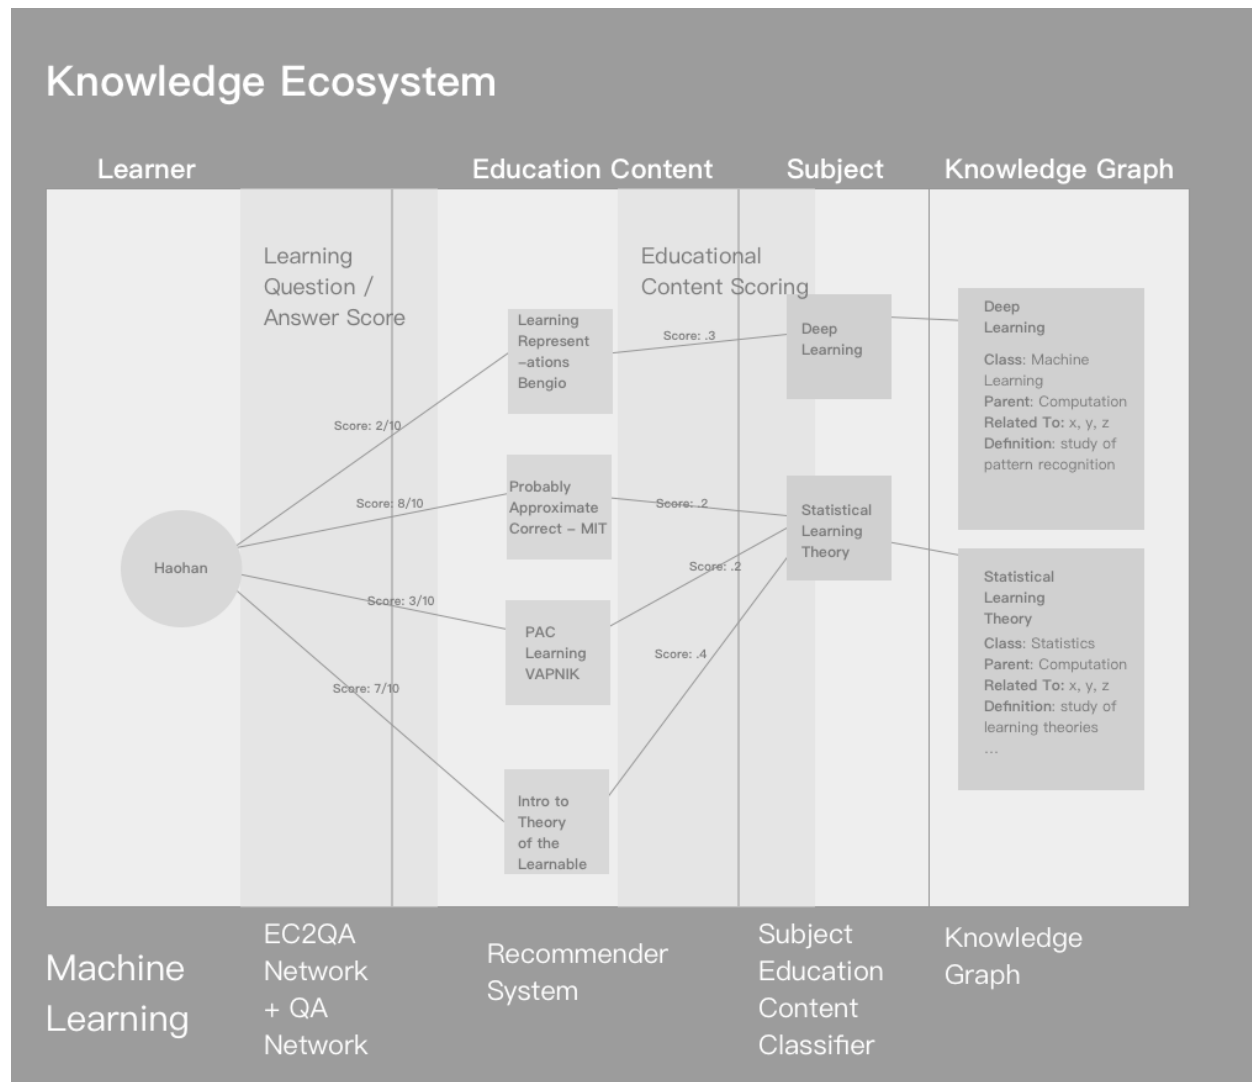 Knowledge Ecosystem
Learner
Education Content
Subject
Knowledge Graph
Learning
Question /
Answer Score
Educational
Content Scoring
Haohan
Score: 2/10
Score: 8/10
Score: 3/10
Score: 7/10
Learning
Represent
-ations
Bengio
Probably
Approximate
Correct - MIT
PAC
Learning
VAPNIK
Intro to
Theory
of the
Learnable
Score: .3
Score: .2
Score: .2
Score: .4
Deep
Learning
Statistical
Learning
Theory
Deep
Learning
Class: Machine
Learning
Parent: Computation
Related To: x, y, z
Definition: study of
pattern recognition
Statistical
Learning
Theory
Class: Statistics
Parent: Computation
Related To: x, y, z
Definition: study of
learning theories
...
Machine
Learning
EC2QA
Network
+ QA
Network
Recommender
System
Subject
Education
Content
Classifier
Knowledge
Graph